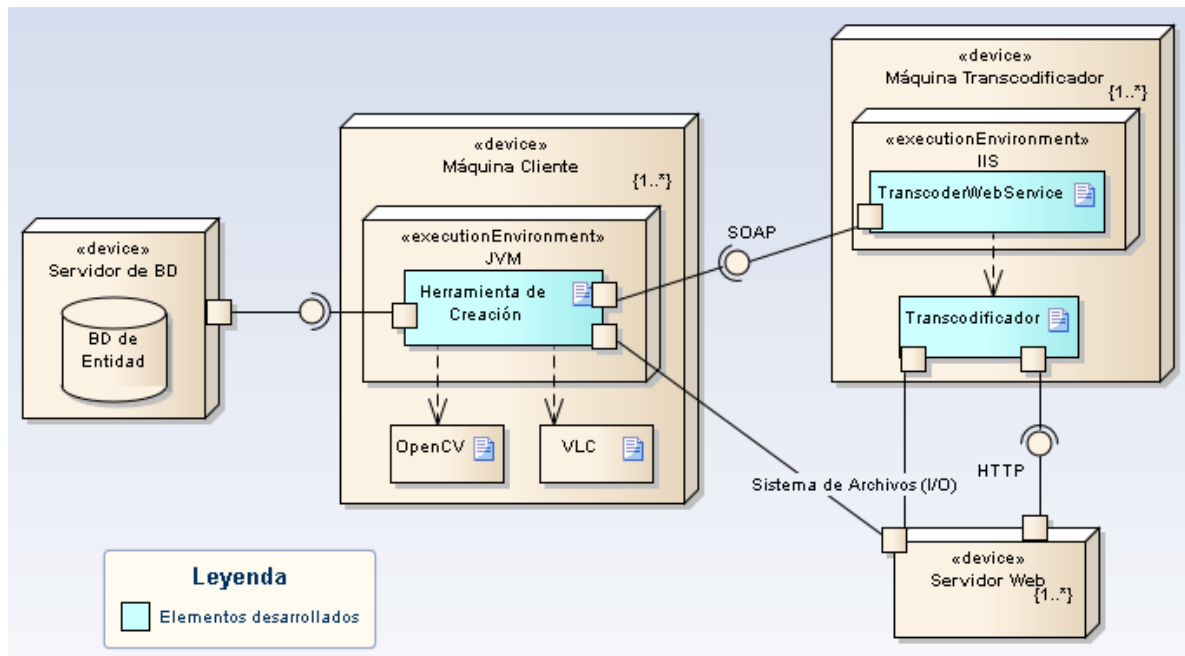 «device»
Máquina Transcodificador
{1..*}
«executionEnvironment»
IIS
TranscoderWebService
Transcodificador
«device»
Máquina Cliente
{1..*}
«executionEnvironment»
JVM
Herramienta de
Creación
OpenCV
VLC
SOAP
«device»
Servidor de BD
BD de
Entidad
HTTP
Sistema de Archivos (I/O)
«device»
Servidor Web
{1..*}
Leyenda
Elementos desarrollados